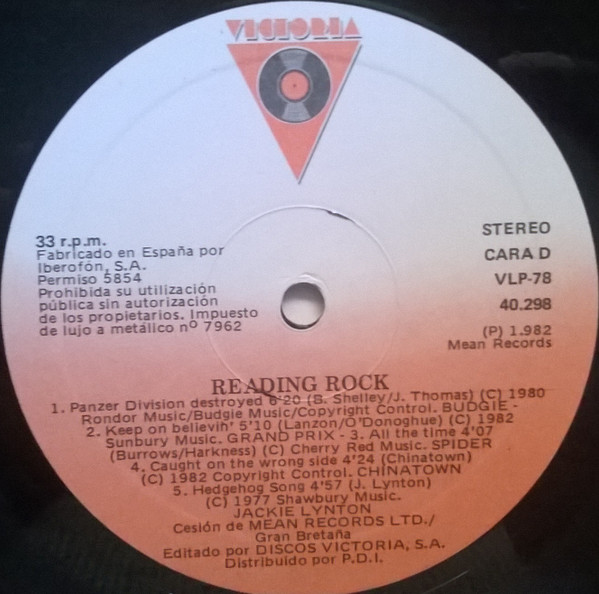 VICTORIA
33 r.p.m.
Fabricado en España por
Iberofón, S.A.
Permiso 5854
Prohibida su utilización
pública sin autorización
de los propietarios. Impuesto
de lujo a metálico nº 7962
STEREO
CARA D
VLP-78
40.298
(P) 1.982
Mean Records
READING ROCK
1. Panzer Division destroyed 6'20 (B. Shelley/J. Thomas) (C) 1980
Rondor Music/Budgie Music/Copyright Control. BUDGIE -
2. Keep on believin' 5'10 (Lanzon/O'Donoghue) (C) 1982
Sunbury Music. GRAND PRIX - 3. All the time 4'07
(Burrows/Harkness) (C) Cherry Red Music. SPIDER
4. Caught on the wrong side 4'24 (Chinatown)
(C) 1982 Copyright Control. CHINATOWN
5. Hedgehog Song 4'57 (J. Lynton)
(C) 1977 Shawbury Music.
JACKIE LYNTON
Cesión de MEAN RECORDS LTD./
Gran Bretaña
Editado por DISCOS VICTORIA, S.A.
Distribuido por P.D.I.